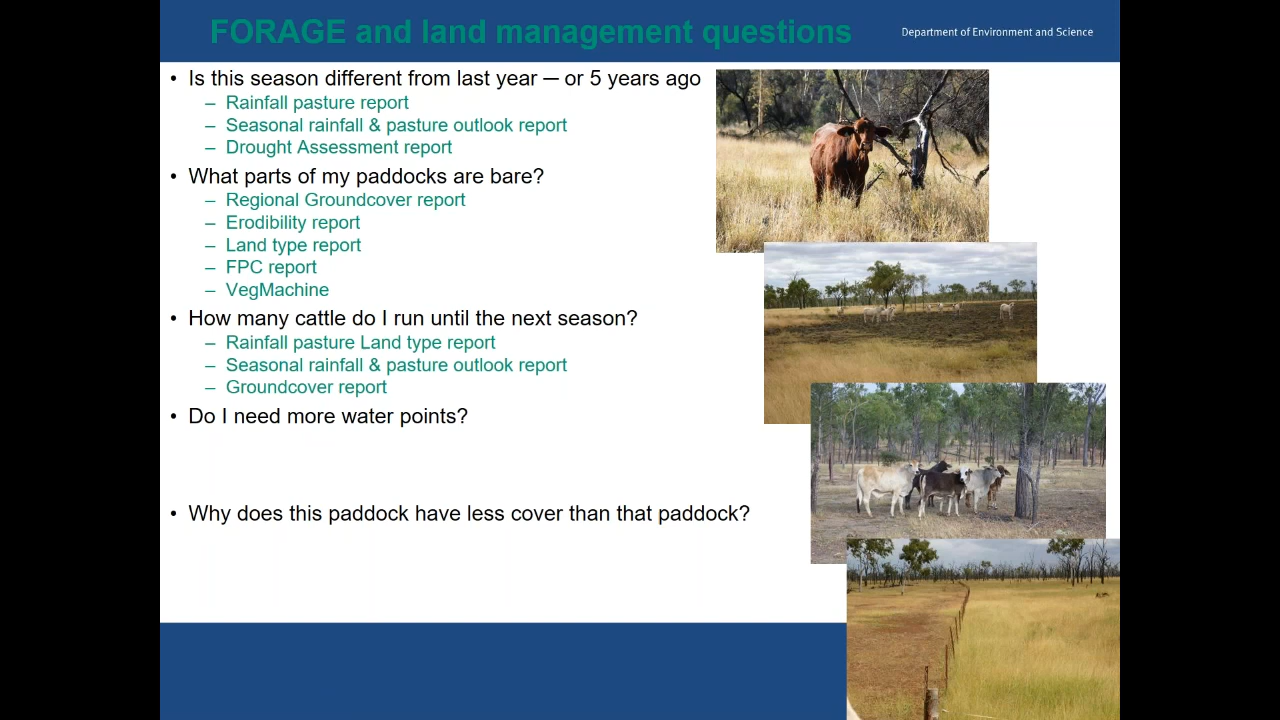 FORAGE and land management questions
Department of Environment and Science
• Is this season different from last year — or 5 years ago
– Rainfall pasture report
– Seasonal rainfall & pasture outlook report
– Drought Assessment report
• What parts of my paddocks are bare?
– Regional Groundcover report
– Erodibility report
– Land type report
– FPC report
– VegMachine
• How many cattle do I run until the next season?
– Rainfall pasture Land type report
– Seasonal rainfall & pasture outlook report
– Groundcover report
• Do I need more water points?
• Why does this paddock have less cover than that paddock?